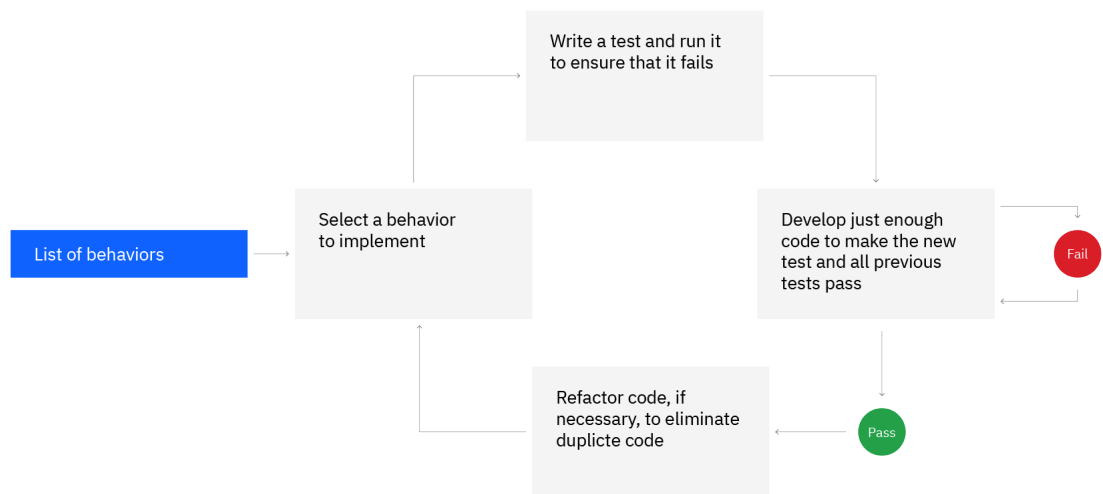 Write a test and run it
to ensure that it fails
Select a behavior
to implement
List of behaviors
Develop just enough
code to make the new
test and all previous
tests pass
Fail
Refactor code, if
necessary, to eliminate
duplicte code
Pass